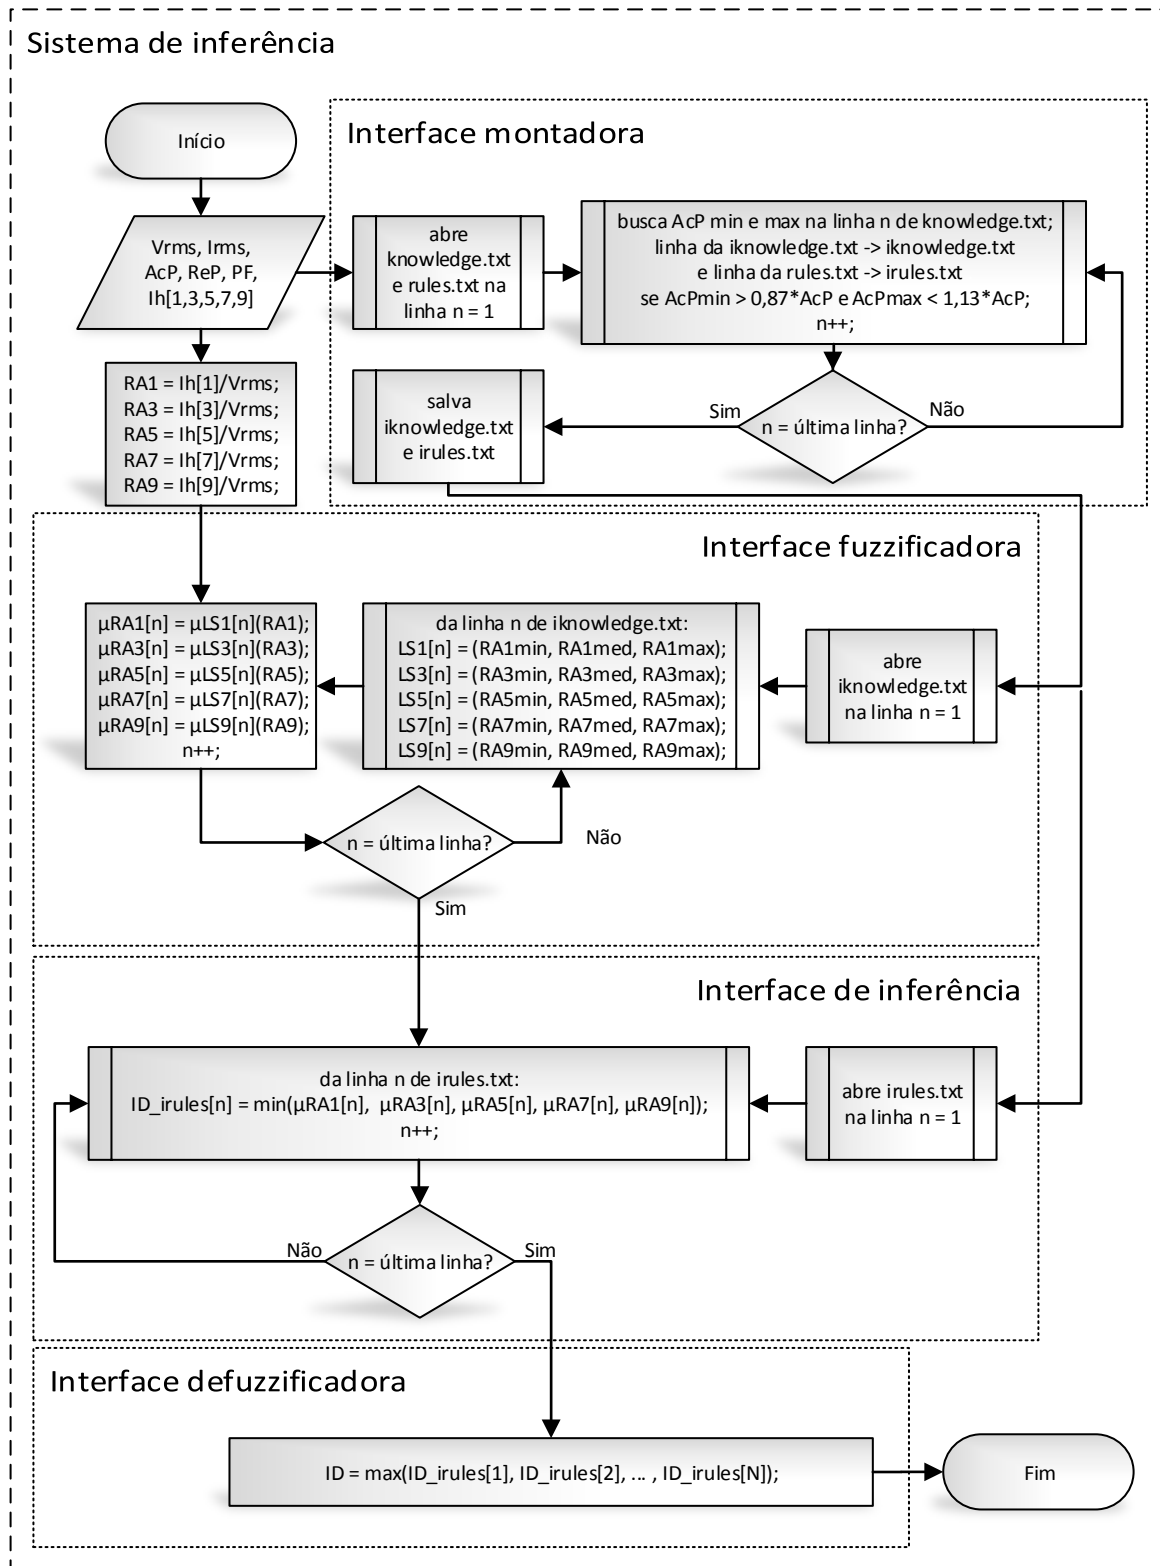 Sistema de inferência
Início
Vrms, Irms,
AcP, ReP, PF,
Ih[1,3,5,7,9]
RA1 = Ih[1]/Vrms;
RA3 = Ih[3]/Vrms;
RA5 = Ih[5]/Vrms;
RA7 = Ih[7]/Vrms;
RA9 = Ih[9]/Vrms;
Interface montadora
abre
knowledge.txt
e rules.txt na
linha n = 1
busca AcP min e max na linha n de knowledge.txt;
linha da iknowledge.txt -> iknowledge.txt
e linha da rules.txt -> irules.txt
se AcPmin > 0,87*AcP e AcPmax < 1,13*AcP;
n++;
n = última linha?
Sim
Não
salva
iknowledge.txt
e irules.txt
Interface fuzzificadora
µRA1[n] = µLS1[n](RA1);
µRA3[n] = µLS3[n](RA3);
µRA5[n] = µLS5[n](RA5);
µRA7[n] = µLS7[n](RA7);
µRA9[n] = µLS9[n](RA9);
n++;
da linha n de iknowledge.txt:
LS1[n] = (RA1min, RA1med, RA1max);
LS3[n] = (RA3min, RA3med, RA3max);
LS5[n] = (RA5min, RA5med, RA5max);
LS7[n] = (RA7min, RA7med, RA7max);
LS9[n] = (RA9min, RA9med, RA9max);
abre
iknowledge.txt
na linha n = 1
n = última linha?
Não
Sim
Interface de inferência
da linha n de irules.txt:
ID_irules[n] = min(µRA1[n], µRA3[n], µRA5[n], µRA7[n], µRA9[n]);
n++;
abre irules.txt
na linha n = 1
Não
n = última linha?
Sim
Interface defuzzificadora
ID = max(ID_irules[1], ID_irules[2], ... , ID_irules[N]);
Fim